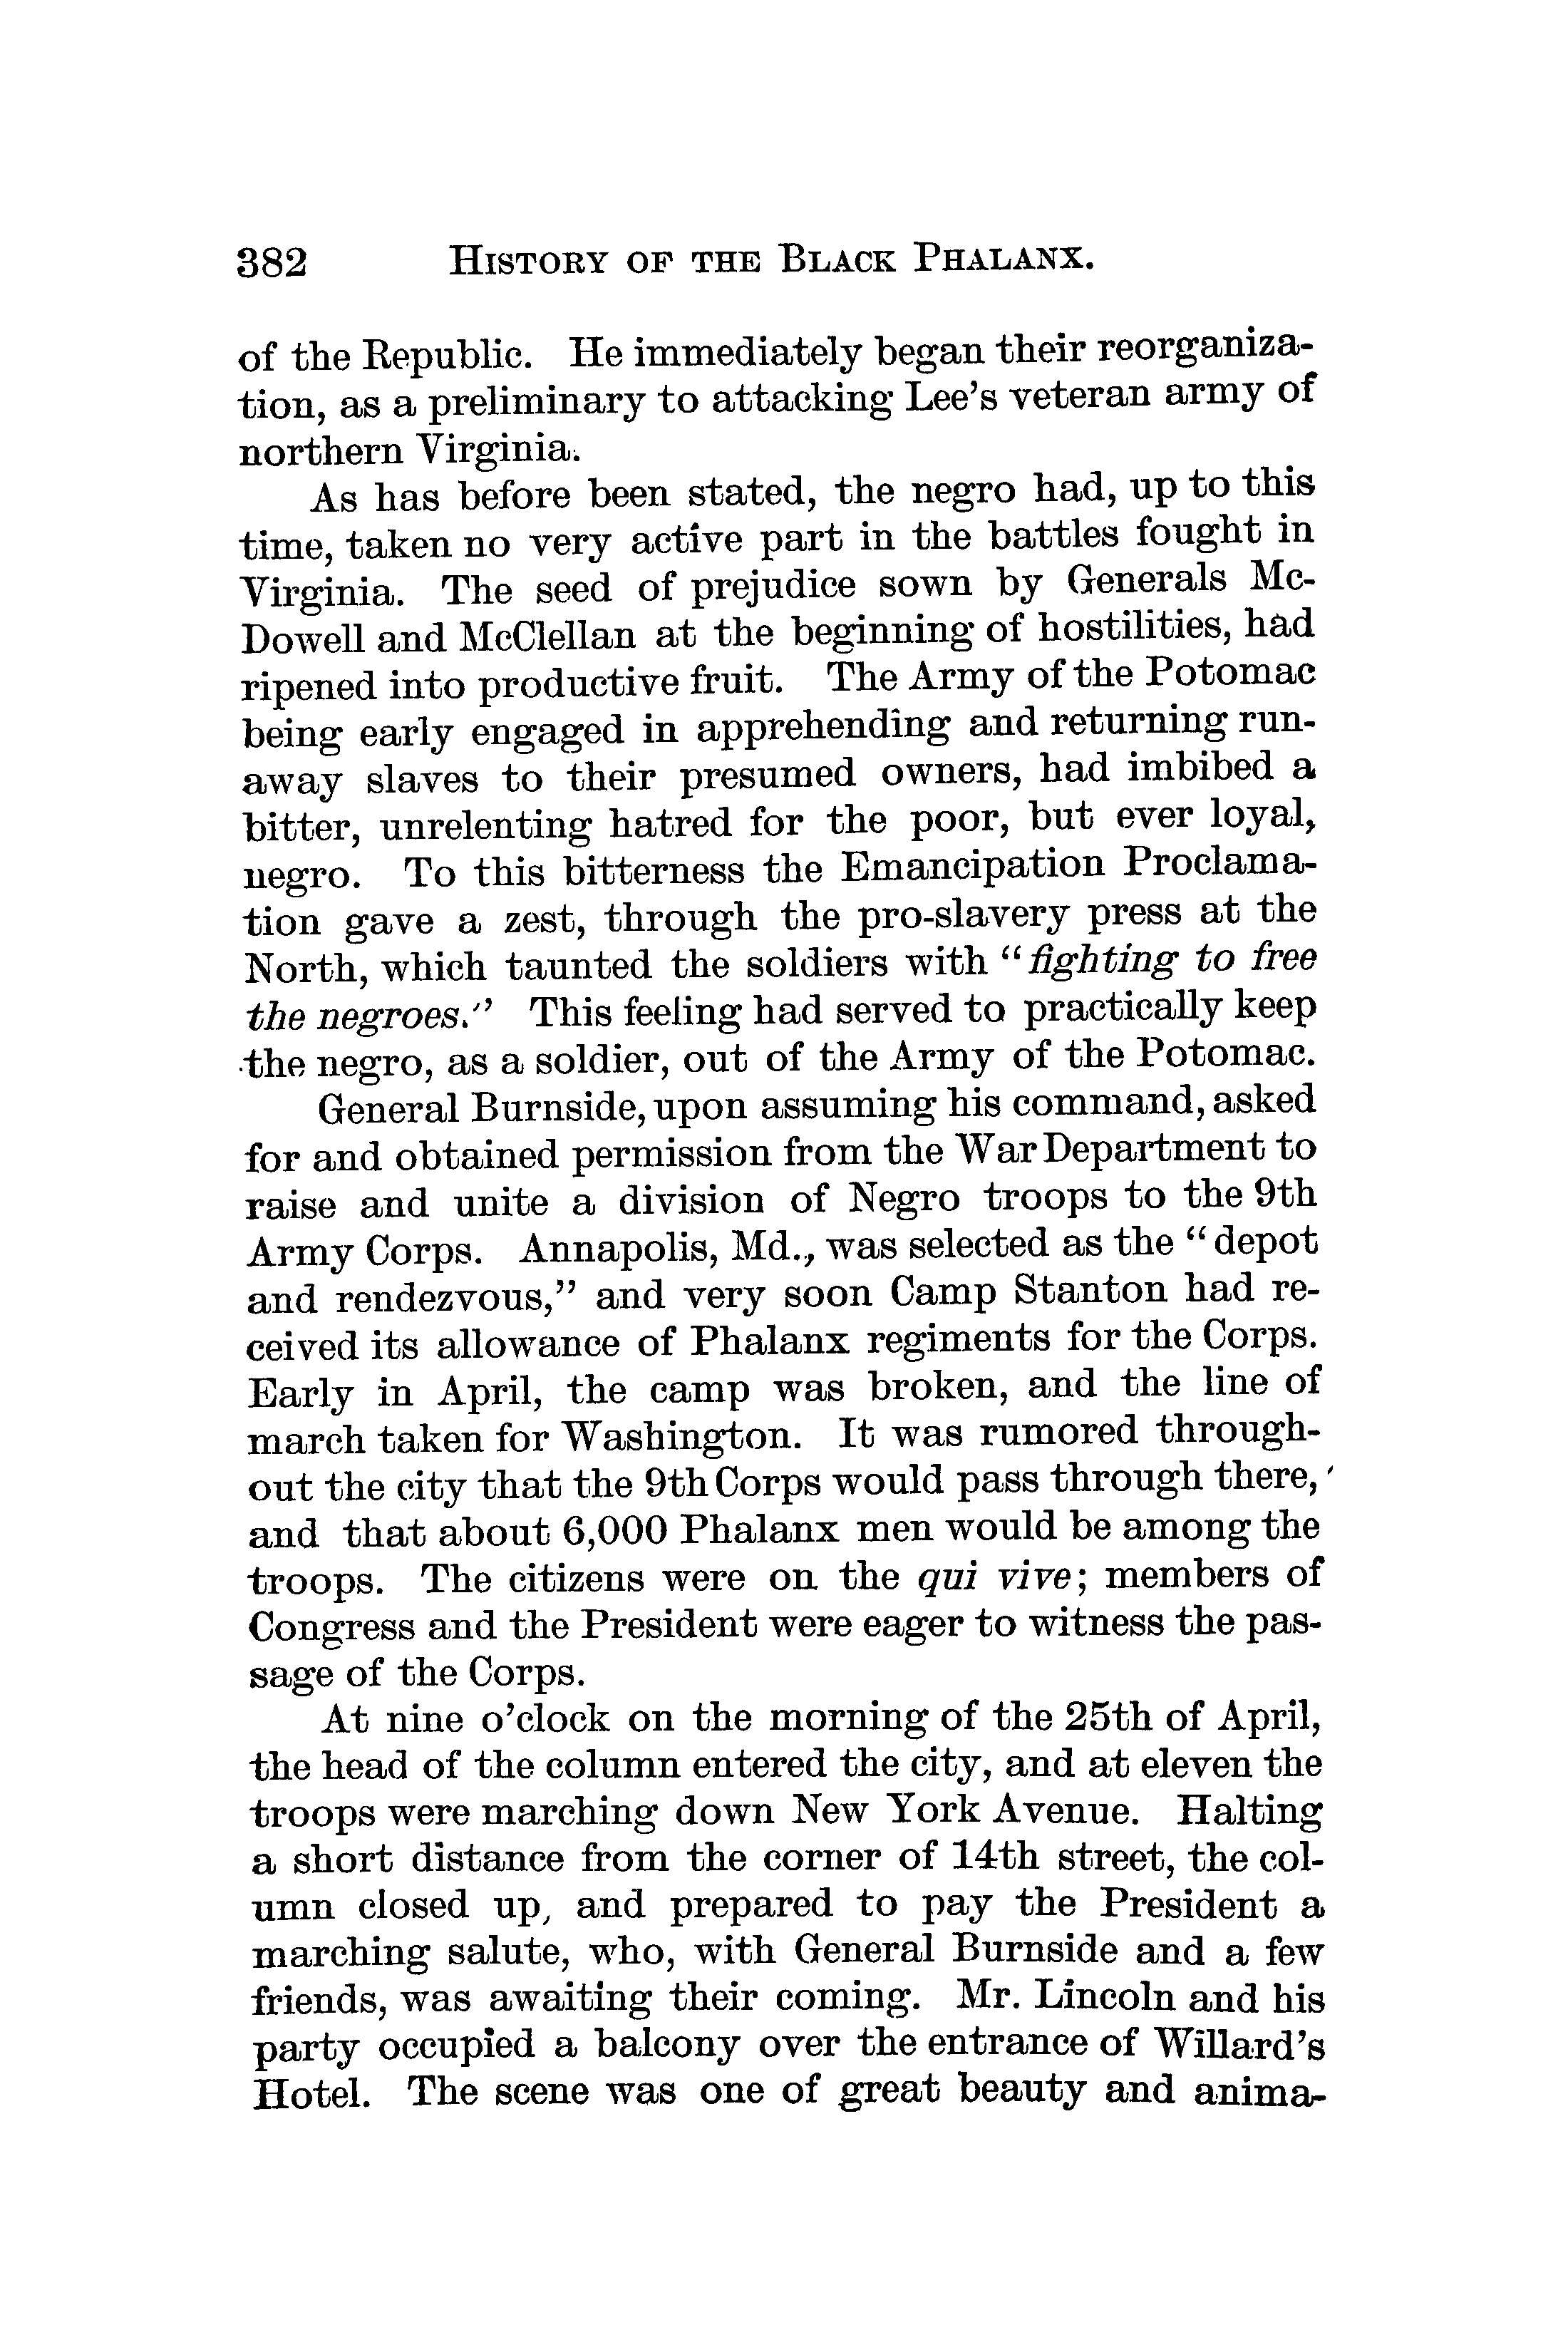 382 HISTORY OF THE BLACK PHALANX.
of the Republic. He immediately began their reorganiza-
tion, as a preliminary to attacking Lee's veteran army of
northern Virginia.
As has before been stated, the negro had, up to this
time, taken no very active part in the battles fought in
Virginia. The seed of prejudice sown by Generals Mc-
Dowell and McClellan at the beginning of hostilities, had
ripened into productive fruit. The Army of the Potomac
being early engaged in apprehending and returning run-
away slaves to their presumed owners, had imbibed a
bitter, unrelenting hatred for the poor, but ever loyal,
negro. To this bitterness the Emancipation Proclama-
tion gave a zest, through the pro-slavery press at the
North, which taunted the soldiers with "fighting to free
the negroes." This feeling had served to practically keep
the negro, as a soldier, out of the Army of the Potomac.
General Burnside, upon assuming his command, asked
for and obtained permission from the War Department to
raise and unite a division of Negro troops to the 9th
Army Corps. Annapolis, Md., was selected as the "depot
and rendezvous," and very soon Camp Stanton had re-
ceived its allowance of Phalanx regiments for the Corps.
Early in April, the camp was broken, and the line of
march taken for Washington. It was rumored through-
out the city that the 9th Corps would pass through there,
and that about 6,000 Phalanx men would be among the
troops. The citizens were on the qui vive; members of
Congress and the President were eager to witness the pas-
sage of the Corps.
At nine o'clock on the morning of the 25th of April,
the head of the column entered the city, and at eleven the
troops were marching down New York Avenue. Halting
a short distance from the corner of 14th street, the col-
umn closed up, and prepared to pay the President a
marching salute, who, with General Burnside and a few
friends, was awaiting their coming. Mr. Lincoln and his
party occupied a balcony over the entrance of Willard's
Hotel. The scene was one of great beauty and anima-